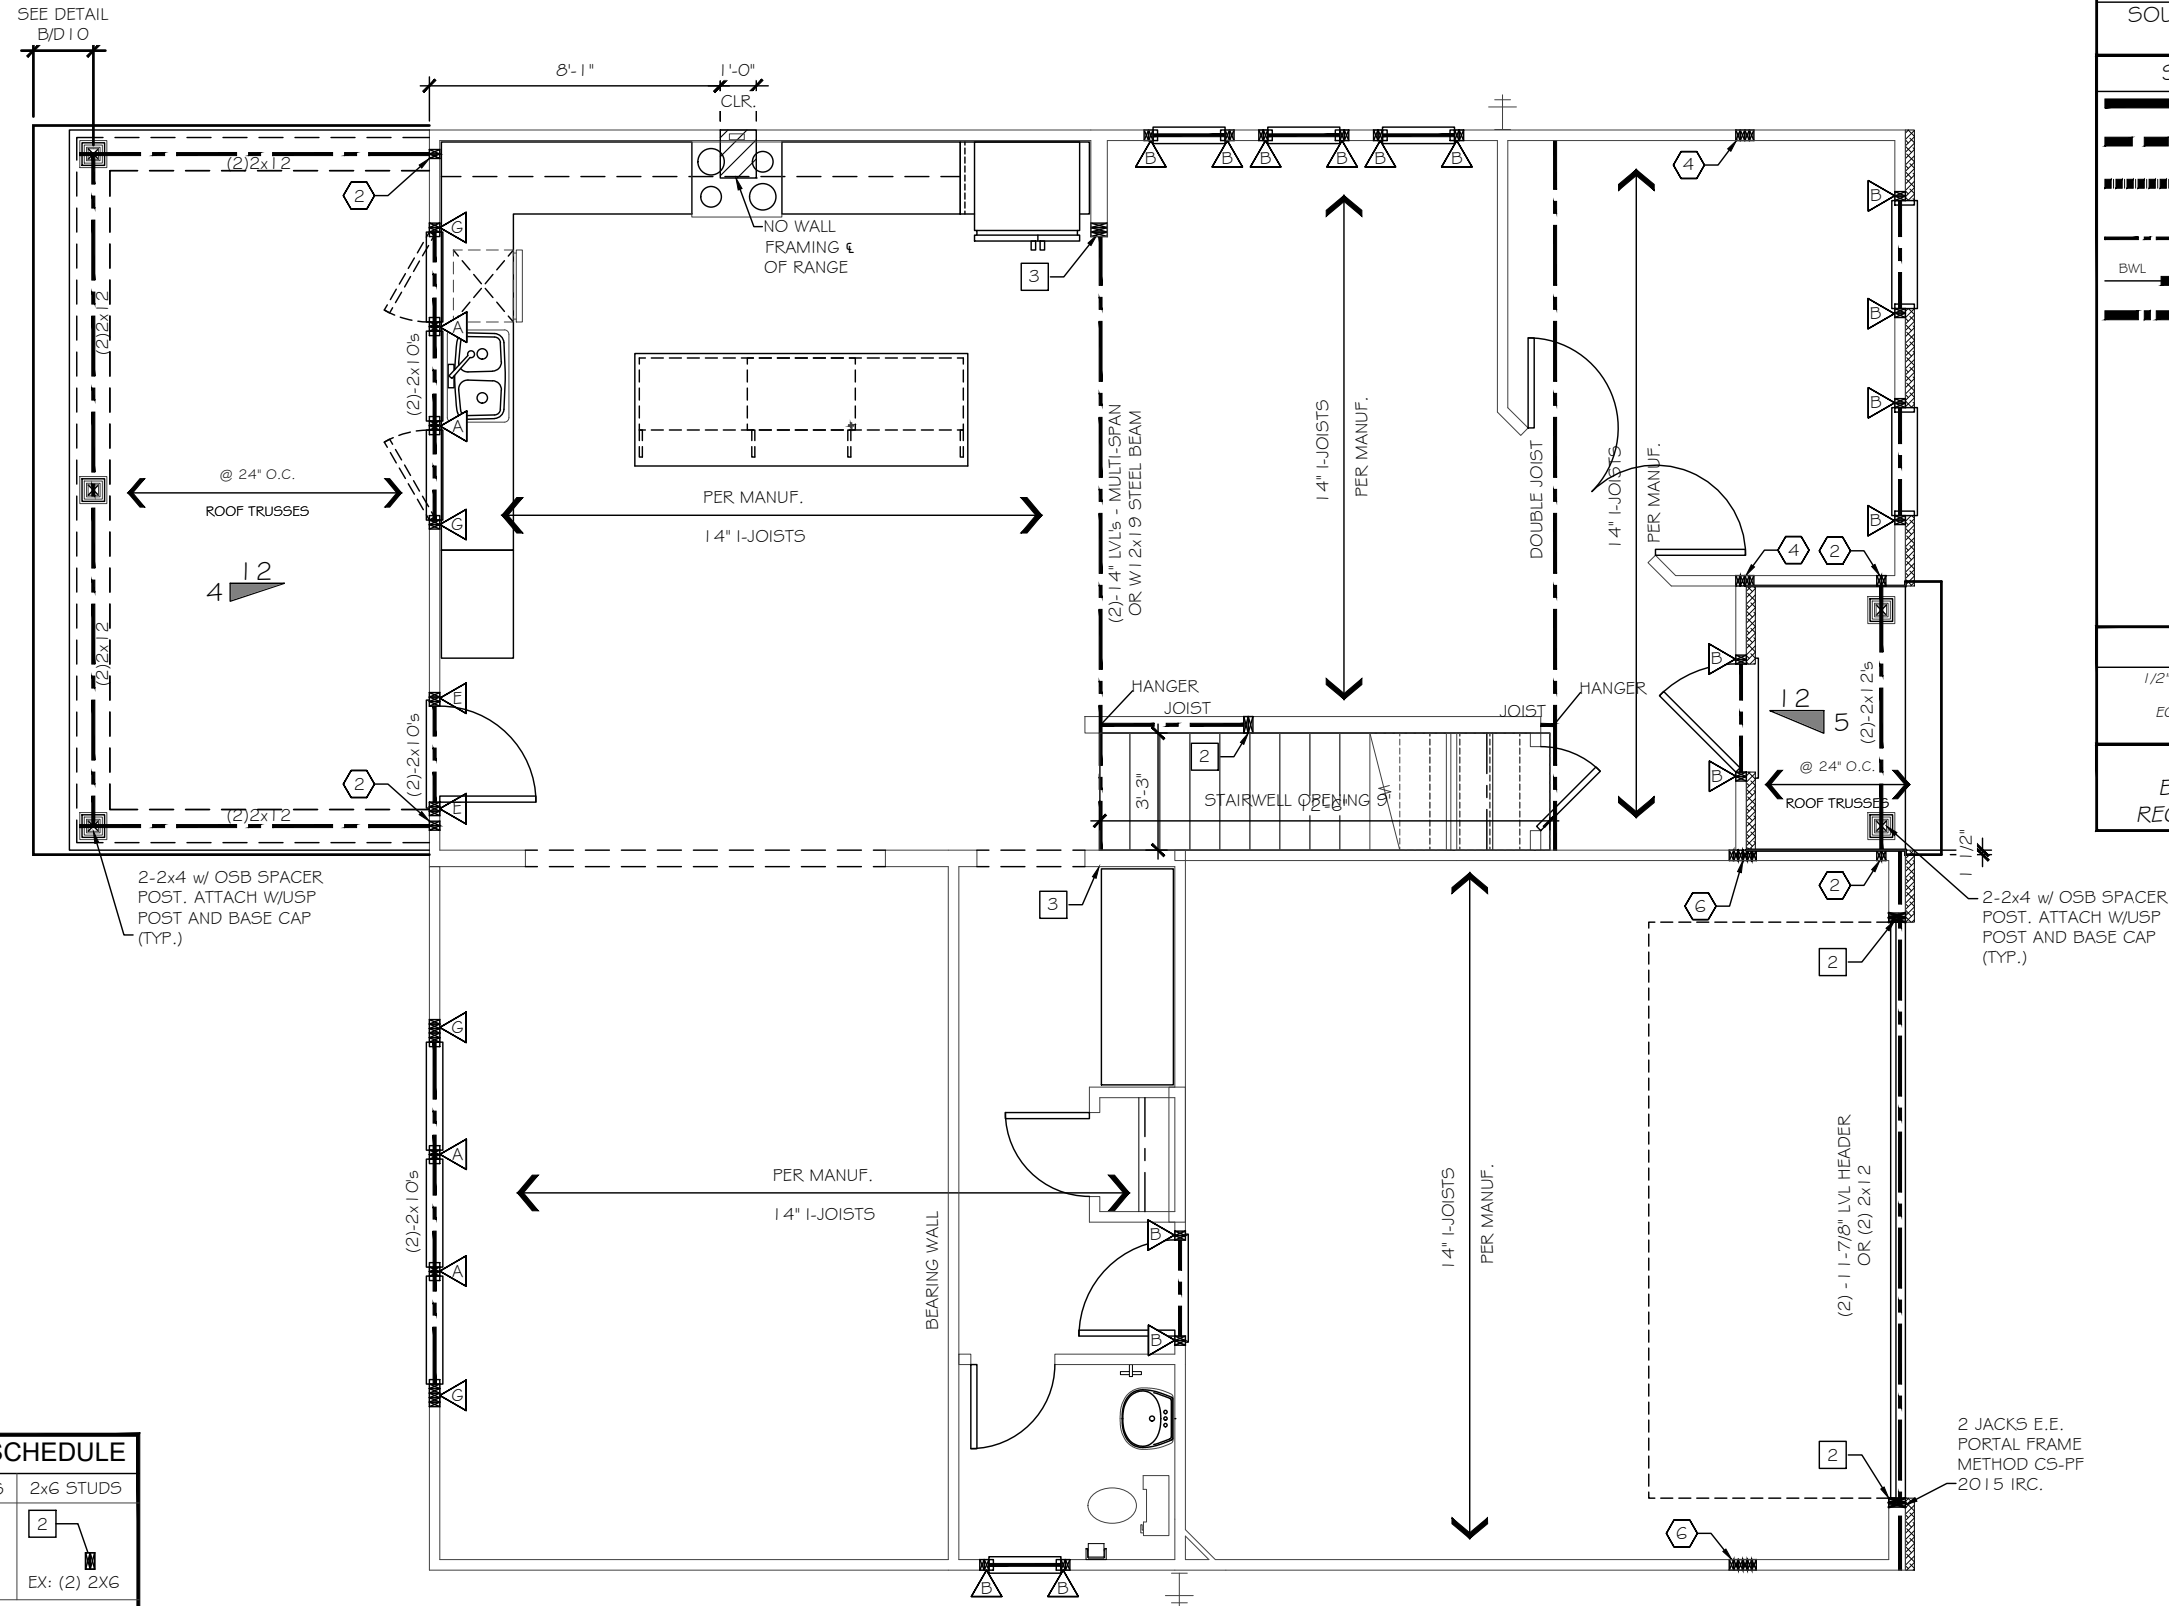 SEE DETAIL
B/D10
8'-1"
1'-0"
CLR.
SOU
S
BWL
1/2"
EC
B
REC
(2)2x12
2
G
NO WALL
FRAMING ℄
OF RANGE
3
B
B
B
B
B
B
4
B
B
B
B
(2)2x12
(2)-2x10's
A
A
G
@ 24" O.C.
ROOF TRUSSES
4
12
PER MANUF.
14" I-JOISTS
(2)-14" LVL's - MULTI-SPAN
OR W12x19 STEEL BEAM
14" I-JOISTS
PER MANUF.
DOUBLE JOIST
14" I-JOISTS
PER MANUF.
4
2
(2)2x12
E
(2)-2x10's
E
2
(2)2x12
HANGER
JOIST
JOIST
HANGER
2
3'-3"
STAIRWELL OPENING
12'-6"
B
B
12
5
(2)-2x12's
@ 24" O.C.
ROOF TRUSSES
1 1/2"
2-2x4 w/ OSB SPACER
POST. ATTACH W/USP
POST AND BASE CAP
(TYP.)
3
6
2
2-2x4 w/ OSB SPACER
POST. ATTACH W/USP
POST AND BASE CAP
(TYP.)
2
G
A
(2)-2x10's
A
G
PER MANUF.
14" I-JOISTS
BEARING WALL
B
B
14" I-JOISTS
PER MANUF.
(2) -11-7/8" LVL HEADER
OR (2) 2x12
2
2 JACKS E.E.
PORTAL FRAME
METHOD CS-PF
2015 IRC.
6
B
B
SCHEDULE
2x6 STUDS
2
EX: (2) 2X6